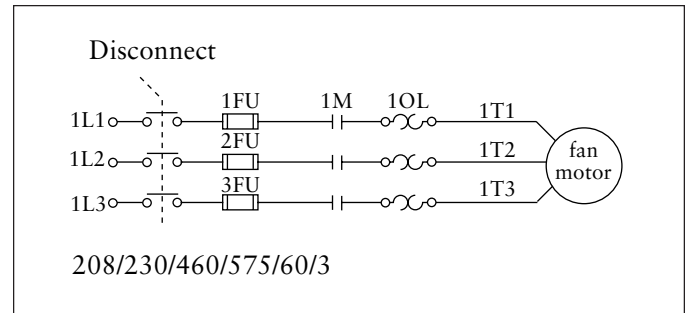 Disconnect
1FU 1M 1OL
1L1 1T1
2FU
1L2 1T2
fan
motor
3FU
1L3 1T3
208/230/460/575/60/3